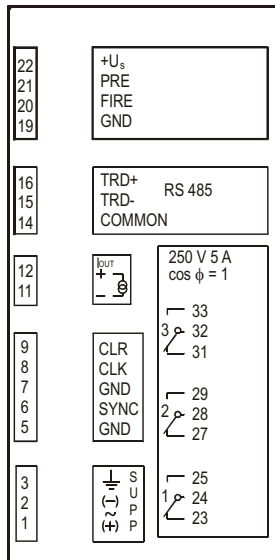 22 +Us
21 PRE
20 FIRE
19 GND
16 TRD+
15 TRD- RS 485
14 COMMON
12 IOUT +
11 -
250 V 5 A
cos ϕ = 1
33
3 32
31
29
2 28
27
25
1 24
23
9 CLR
8 CLK
7 GND
6 SYNC
5 GND
3
2 (–) ~
1 (+)
SUPP